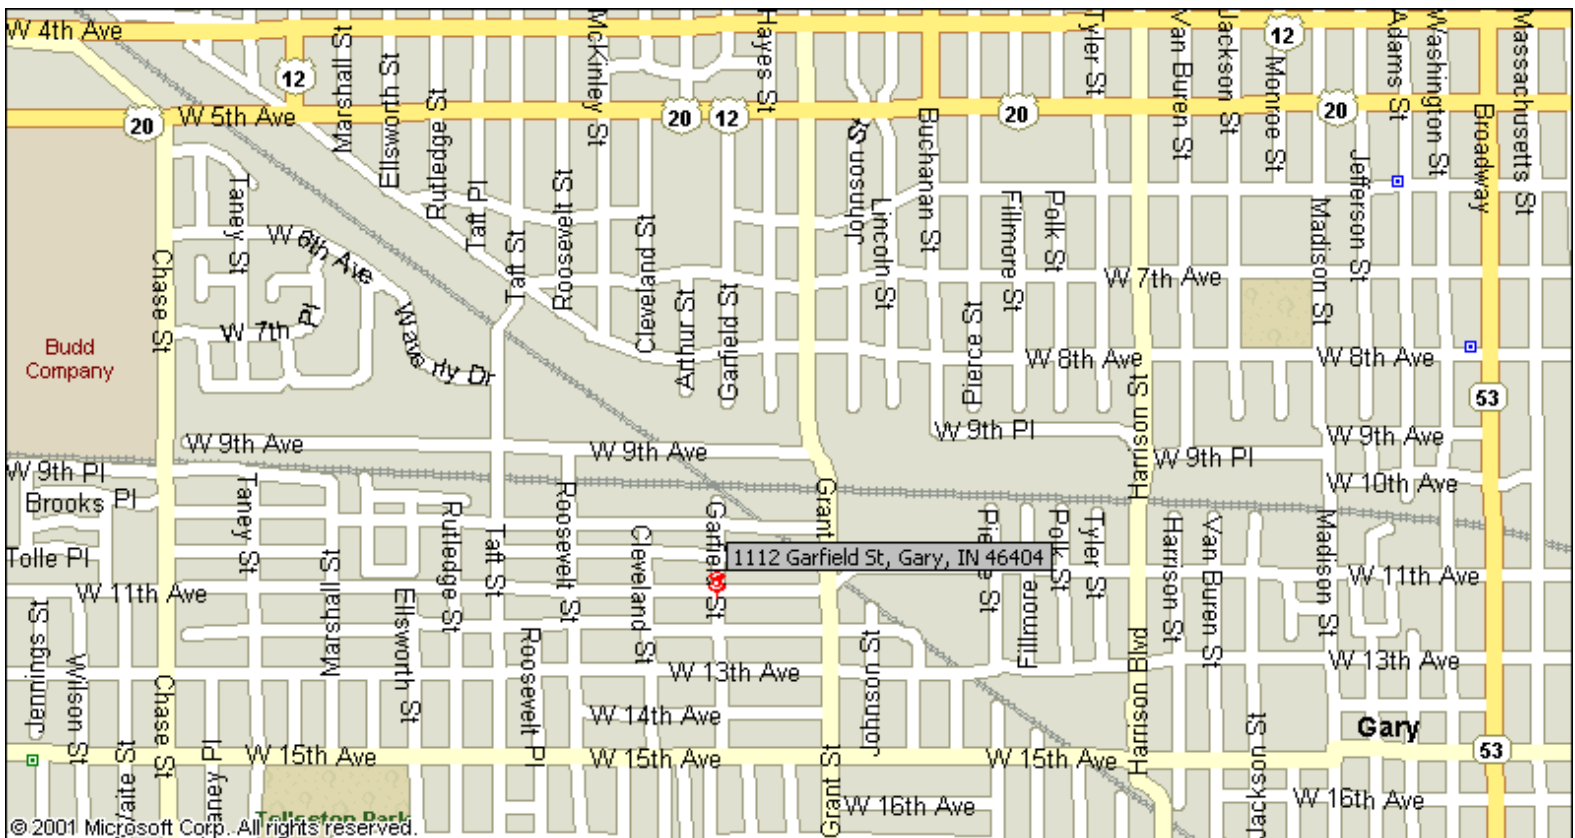 W 4th Ave
Marshall St
Mckinley St
Hayes St
Tyler St
Van Buren St
Jackson St
12
Monroe St
Adams St
Washington St
Massachusetts St
12
Ellsworth St
Rutledge St
20
W 5th Ave
20
12
20
20
Johnson St
Buchanan St
Jefferson St
Broadway
Taney St
Taft Pl
Roosevelt St
Lincoln St
Fillmore St
Polk St
Madison St
W 6th Ave
Taft St
Cleveland St
W 7th Ave
Chase St
W 7th Pl
Waverly Dr
Arthur St
Garfield St
Pierce St
Budd
Company
W 8th Ave
W 8th Ave
Harrison St
53
W 9th Ave
W 9th Ave
W 9th Pl
W 9th Ave
W 9th Pl
W 9th Pl
W 10th Ave
Brooks Pl
Taney St
Rutledge St
Taft St
Roosevelt St
Cleveland St
Garfield St
Grant
Pie e St
Polk St
Tyler St
Harrison St
Van Buren St
Madison St
Tolle Pl
1112 Garfield St, Gary, IN 46404
W 11th Ave
W 11th Ave
Marshall St
Ellsworth St
Fillmore
Jennings St
Wilson St
Roosevelt Pl
Johnson St
Harrison Blvd
W 13th Ave
W 13th Ave
Chase St
W 14th Ave
Jackson St
Gary
W 15th Ave
W 15th Ave
W 15th Ave
53
Waite St
aney Pl
Grant St
W 16th Ave
W 16th Ave
Tolleston Park
© 2001 Microsoft Corp. All rights reserved.